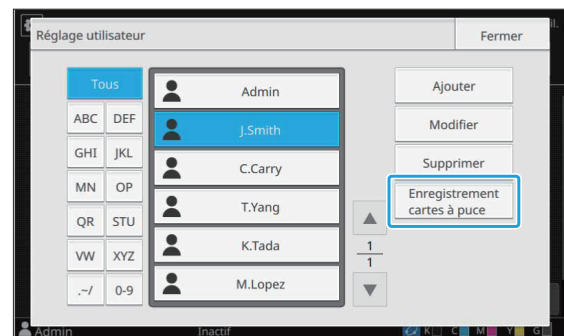 Réglage utilisateur
Fermer
Tous
ABC DEF
GHI JKL
MN OP
QR STU
VW XYZ
.~/ 0-9
Admin
J.Smith
C.Carry
T.Yang
K.Tada
M.Lopez
1
1
Ajouter
Modifier
Supprimer
Enregistrement
cartes à puce
il.
Admin
Inactif
K C M Y G